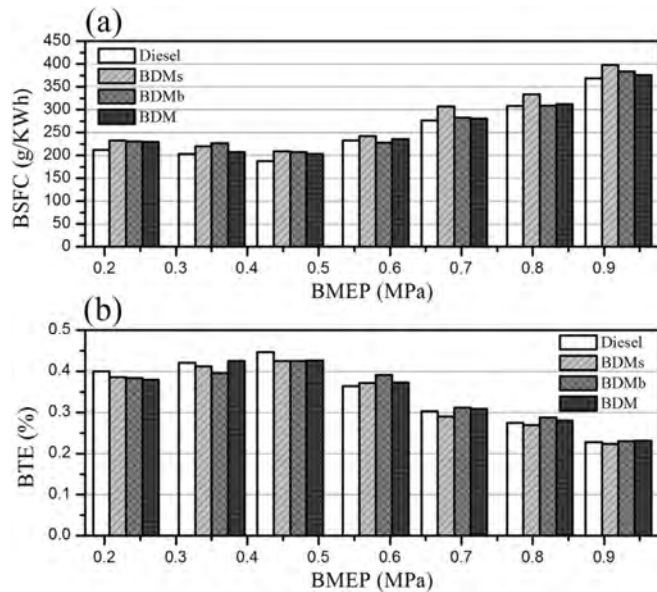 (a)
450
400
350
300
250
200
150
100
50
0
BSFC (g/KWh)
Diesel
BDMs
BDMb
BDM
0.2 0.3 0.4 0.5 0.6 0.7 0.8 0.9
BMEP (MPa)
(b)
0.5
0.4
0.3
0.2
0.1
0.0
BTE (%)
Diesel
BDMs
BDMb
BDM
0.2 0.3 0.4 0.5 0.6 0.7 0.8 0.9
BMEP (MPa)